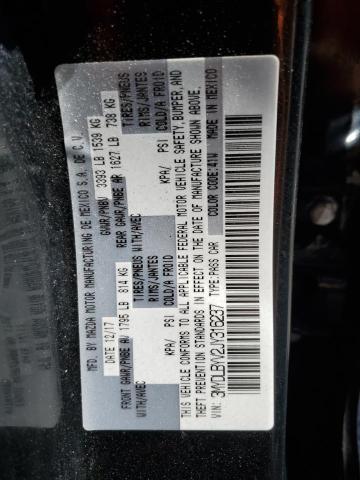 MFD. BY MAZDA MOTOR MANUFACTURING DE MEXICO S.A. DE C.V.
DATE 12/17 GVWR/PNBV 3393 LB 1539 KG
FRONT GAWR/PNBE AV 1795 LB 814 KG REAR GAWR/PNBE AR 1627 LB 738 KG
WITH/AVEC TIRES/PNEUS WITH/AVEC TIRES/PNEUS
RIMS/JANTES RIMS/JANTES
KPA/ PSI COLD/A FROID KPA/ PSI COLD/A FROID
THIS VEHICLE CONFORMS TO ALL APPLICABLE FEDERAL MOTOR VEHICLE SAFETY, BUMPER, AND
THEFT PREVENTION STANDARDS IN EFFECT ON THE DATE OF MANUFACTURE SHOWN ABOVE.
COLOR CODE: 41W MADE IN MEXICO
TYPE: PASS CAR